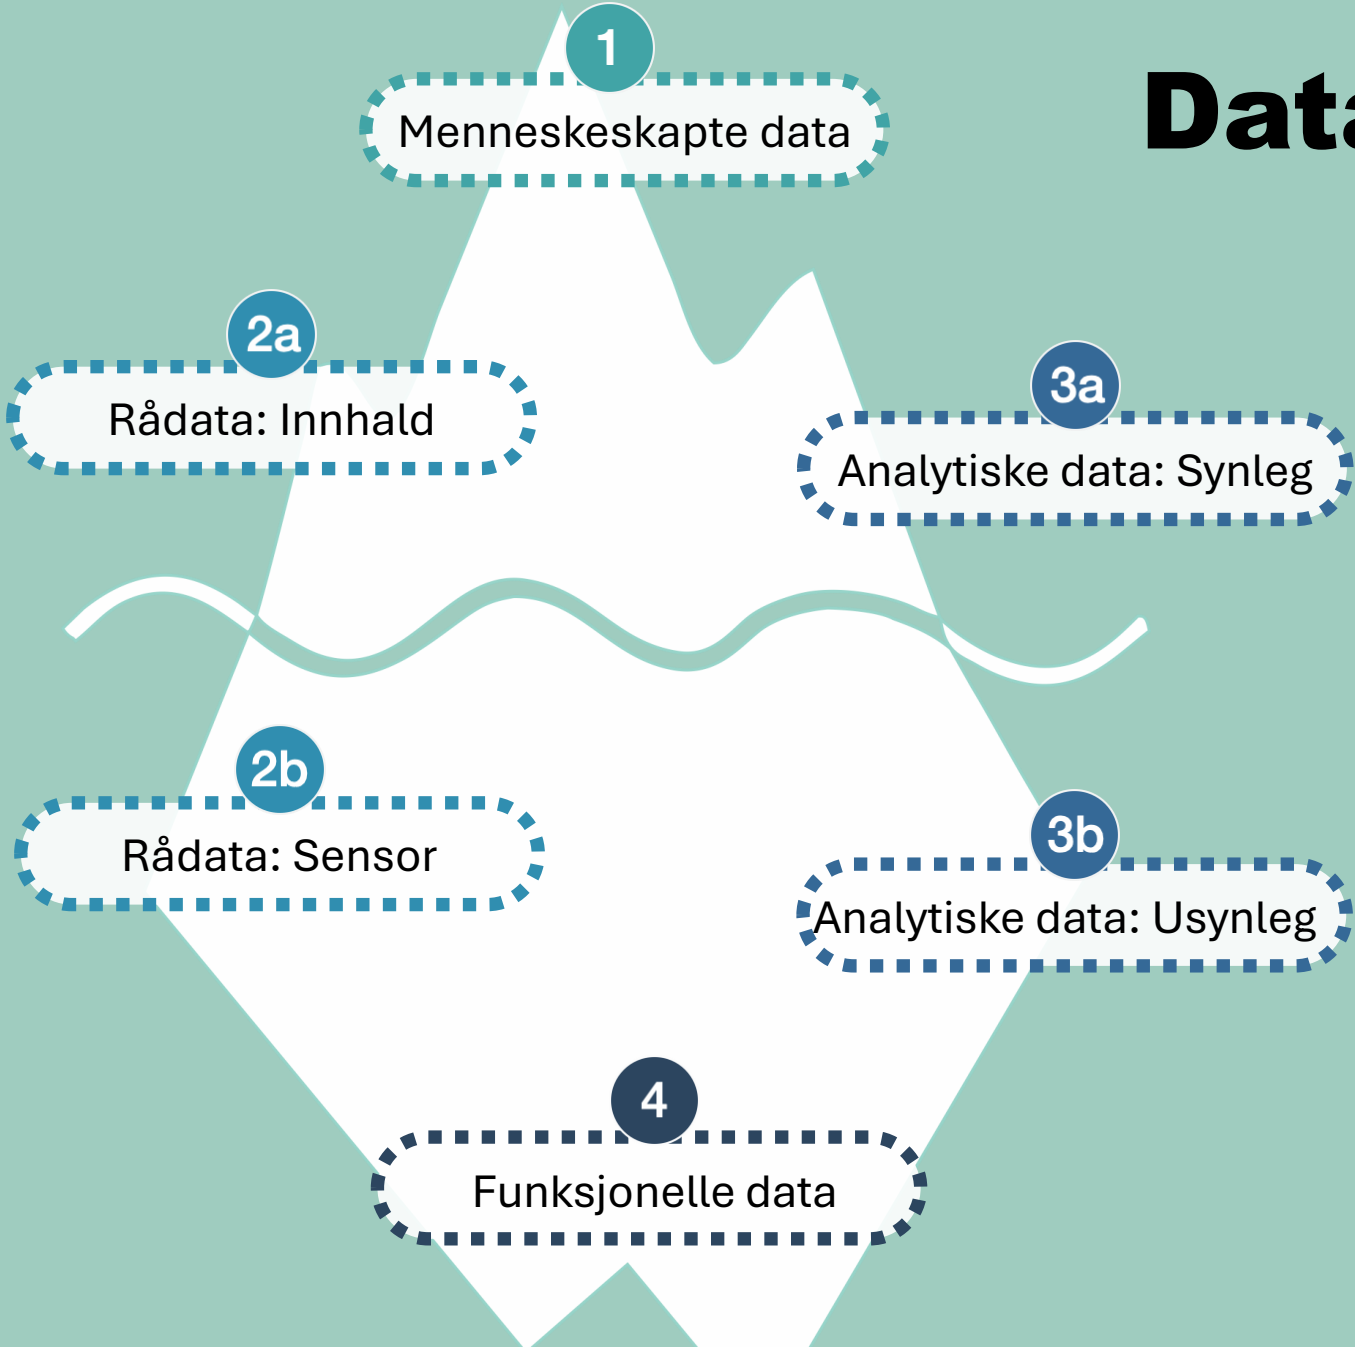 1
Menneskeskapte data
Data
2a
Rådata: Innhald
3a
Analytiske data: Synleg
2b
Rådata: Sensor
3b
Analytiske data: Usynleg
4
Funksjonelle data